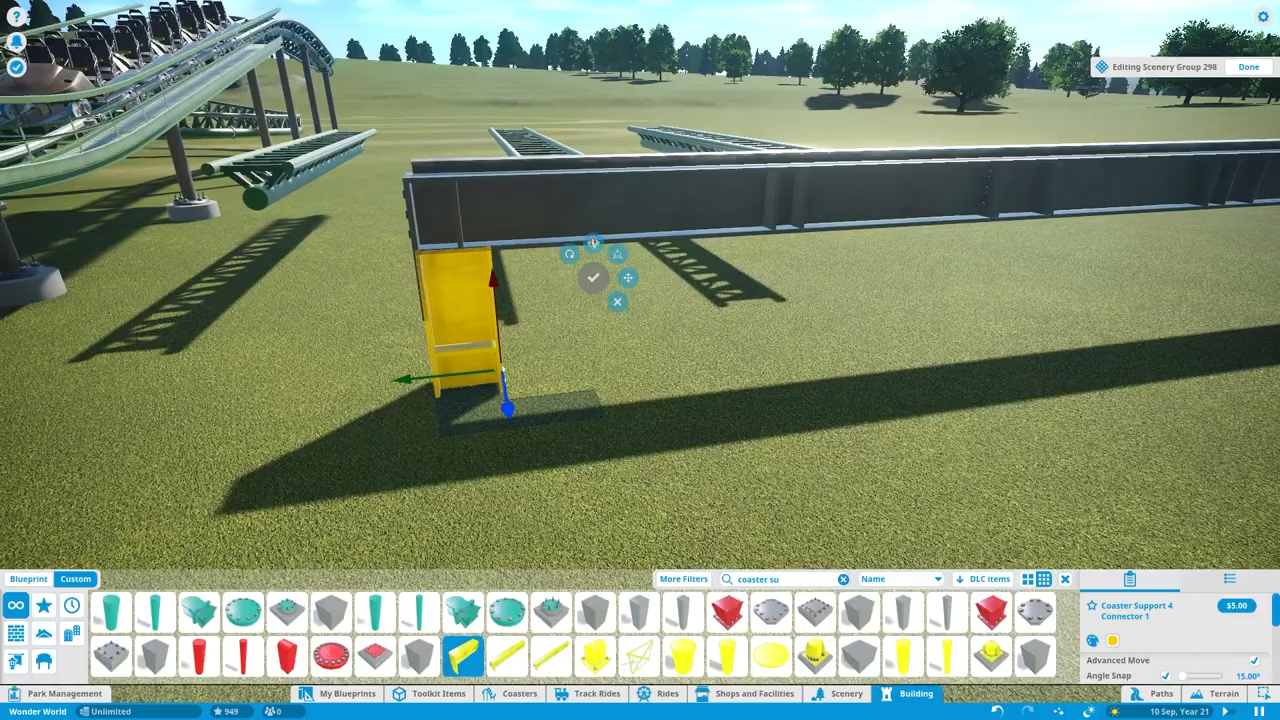 Editing Scenery Group 298 Done
Blueprint Custom More Filters coaster su Name DLC items
Coaster Support 4 Connector 1 $5.00
Advanced Move
Angle Snap 15.00°
Park Management My Blueprints Toolkit Items Coasters Track Rides Rides Shops and Facilities Scenery Building Paths Terrain
Wonder World Unlimited 949 0 10 Sep, Year 21